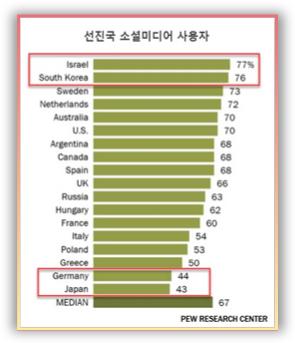 선진국 소셜미디어 사용자
Israel 77%
South Korea 76
Sweden 73
Netherlands 72
Australia 70
U.S. 70
Argentina 68
Canada 68
Spain 68
UK 66
Russia 63
Hungary 62
France 60
Italy 54
Poland 53
Greece 50
Germany 44
Japan 43
MEDIAN 67
PEW RESEARCH CENTER